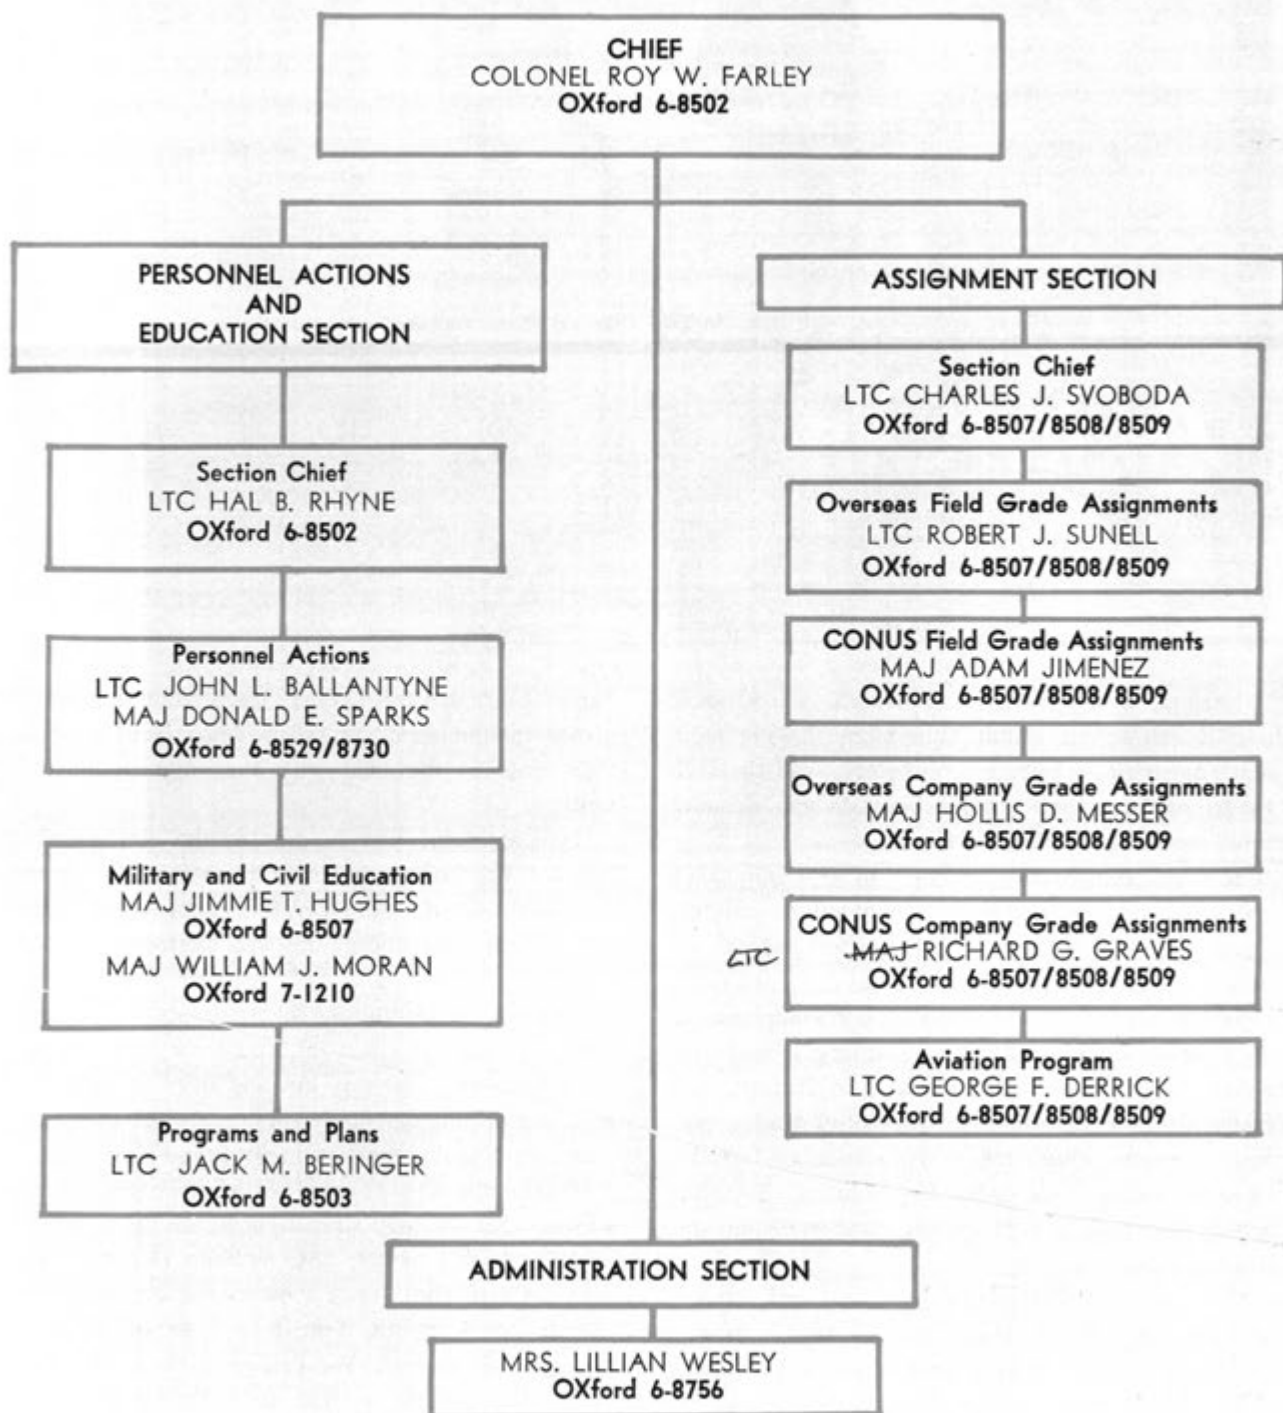 CHIEF
COLONEL ROY W. FARLEY
OXford 6-8502
PERSONNEL ACTIONS
AND
EDUCATION SECTION
Section Chief
LTC HAL B. RHYNE
OXford 6-8502
Personnel Actions
LTC JOHN L. BALLANTYNE
MAJ DONALD E. SPARKS
OXford 6-8529/8730
Military and Civil Education
MAJ JIMMIE T. HUGHES
OXford 6-8507
MAJ WILLIAM J. MORAN
OXford 7-1210
Programs and Plans
LTC JACK M. BERINGER
OXford 6-8503
ASSIGNMENT SECTION
Section Chief
LTC CHARLES J. SVOBODA
OXford 6-8507/8508/8509
Overseas Field Grade Assignments
LTC ROBERT J. SUNELL
OXford 6-8507/8508/8509
CONUS Field Grade Assignments
MAJ ADAM JIMENEZ
OXford 6-8507/8508/8509
Overseas Company Grade Assignments
MAJ HOLLIS D. MESSER
OXford 6-8507/8508/8509
CONUS Company Grade Assignments
LTC MAJ RICHARD G. GRAVES
OXford 6-8507/8508/8509
Aviation Program
LTC GEORGE F. DERRICK
OXford 6-8507/8508/8509
ADMINISTRATION SECTION
MRS. LILLIAN WESLEY
OXford 6-8756